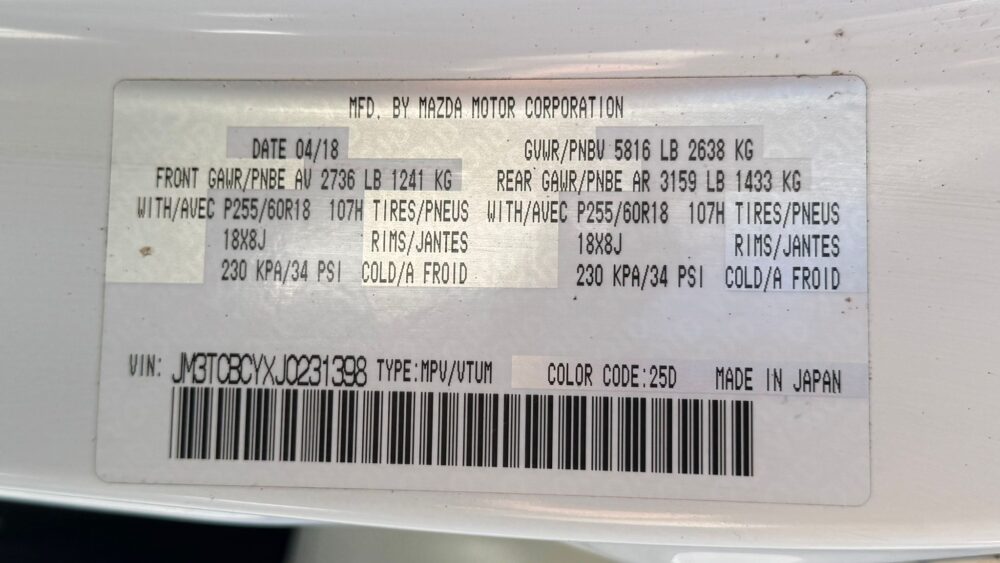 MFD. BY MAZDA MOTOR CORPORATION
DATE 04/18 GVWR/PNBV 5816 LB 2638 KG
FRONT GAWR/PNBE AV 2736 LB 1241 KG REAR GAWR/PNBE AR 3159 LB 1433 KG
WITH/AVEC P255/60R18 107H TIRES/PNEUS WITH/AVEC P255/60R18 107H TIRES/PNEUS
18X8J RIMS/JANTES 18X8J RIMS/JANTES
230 KPA/34 PSI COLD/A FROID 230 KPA/34 PSI COLD/A FROID
VIN: JM3TCBCYXJ0231398 TYPE:MPV/VTUM COLOR CODE:25D MADE IN JAPAN